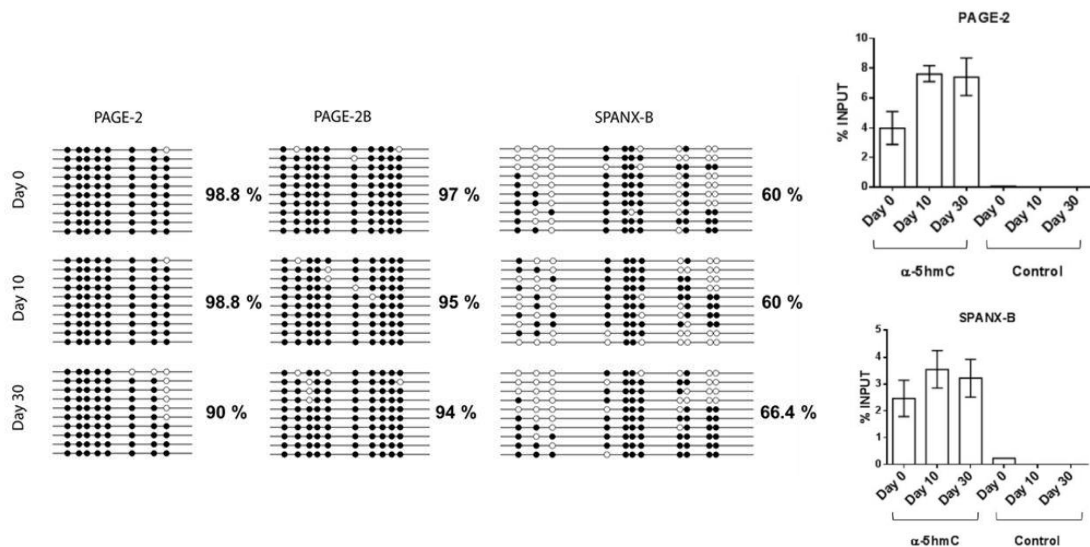 PAGE-2
PAGE-2B
SPANX-B
Day 0
98.8 %
97 %
60 %
Day 10
98.8 %
95 %
60 %
Day 30
90 %
94 %
66.4 %
PAGE-2
% INPUT
10
8
6
4
2
0
Day 0
Day 10
Day 30
Day 0
Day 10
Day 30
α-5hmC
Control
SPANX-B
% INPUT
5
4
3
2
1
0
Day 0
Day 10
Day 30
Day 0
Day 10
Day 30
α-5hmC
Control